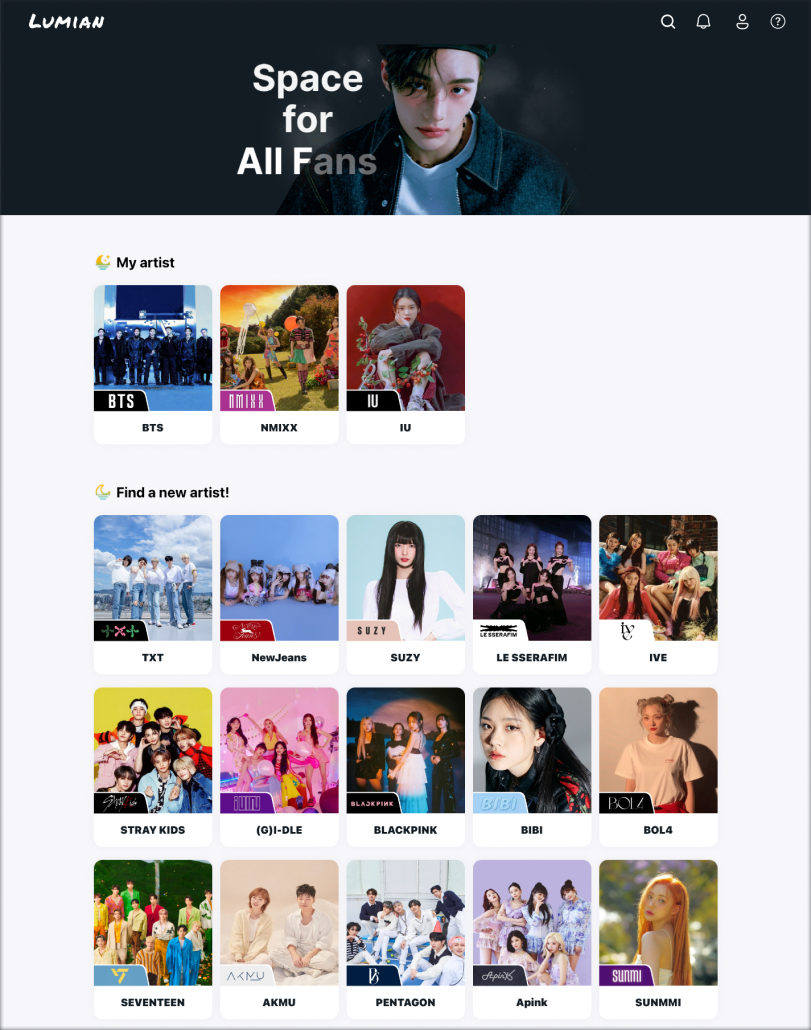 LUMIAN
Space
for
All Fans
My artist
BTS
NMIXX
IU
BTS
NMIXX
IU
Find a new artist!
SUZY
LE SSERAFIM
IVE
TXT
NewJeans
SUZY
LE SSERAFIM
IVE
Stray Kids
BLACKPINK
BIBI
BOL4
STRAY KIDS
(G)I-DLE
BLACKPINK
BIBI
BOL4
AKMU
Apink
SUNMI
SEVENTEEN
AKMU
PENTAGON
Apink
SUNMMI